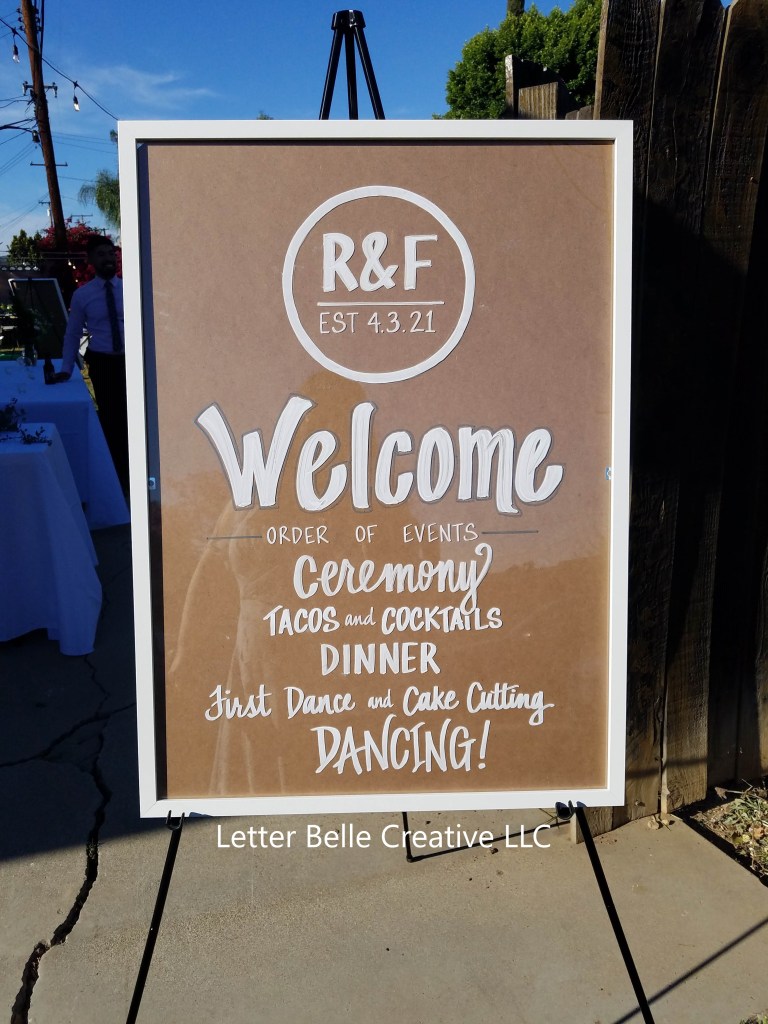 R&F
EST 4.3.21
Welcome
ORDER OF EVENTS
Ceremony
TACOS and COCKTAILS
DINNER
First Dance and Cake Cutting
DANCING!
Letter Belle Creative LLC